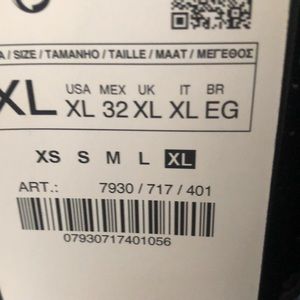 / SIZE / TAMANHO / TAILLE / MAAT / ΜΕΓΕΘΟΣ
XL USA MEX UK IT BR
XL 32 XL XL EG
XS S M L XL
ART.: 7930 / 717 / 401
07930717401056